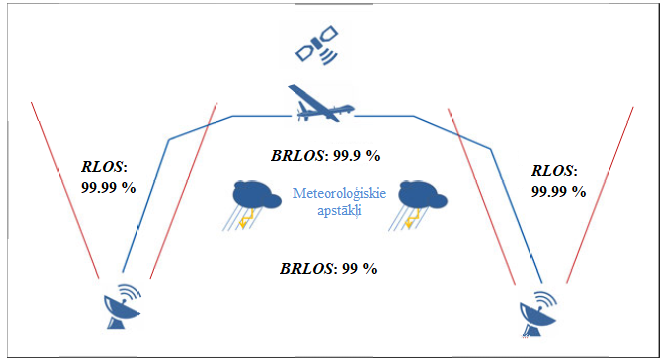 RLOS:
99.99 %
BRLOS: 99.9 %
Meteoroloģiskie
apstākļi
RLOS:
99.99 %
BRLOS: 99 %